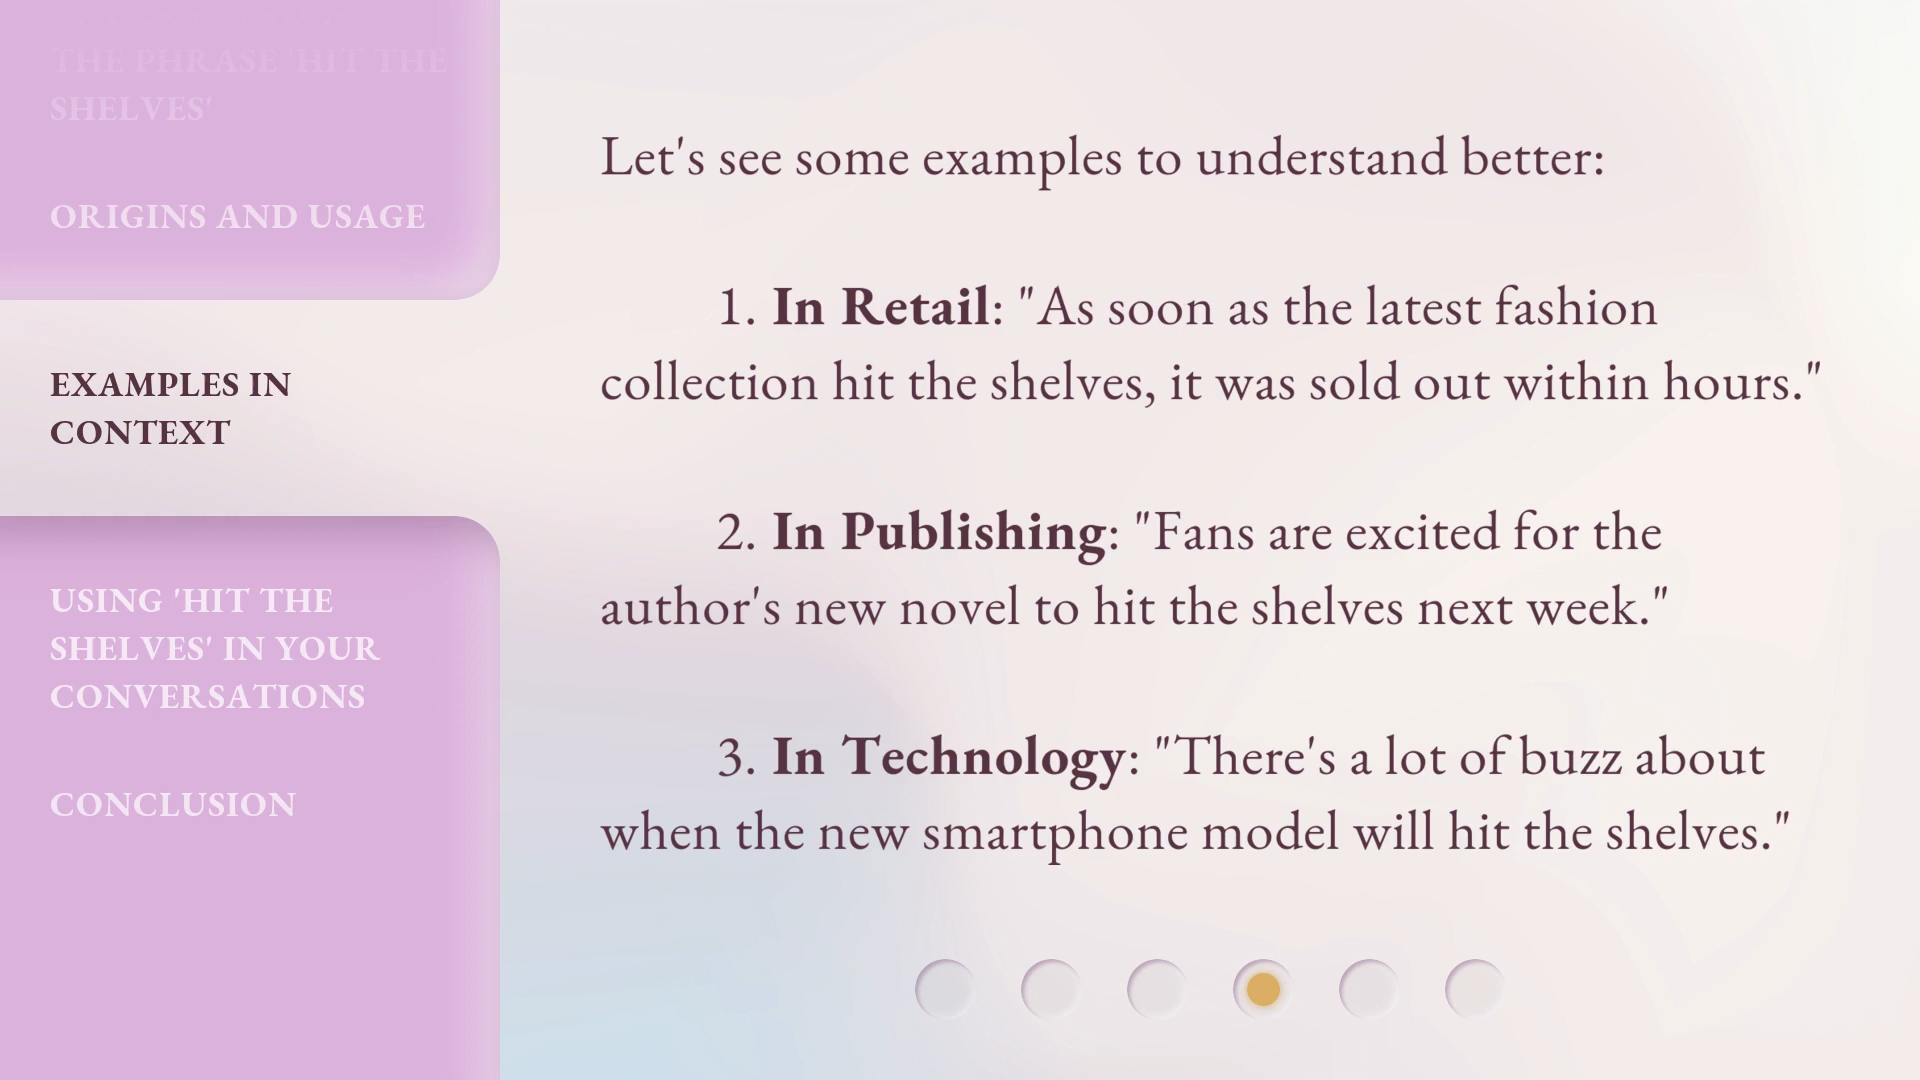 THE PHRASE 'HIT THE
SHELVES'
ORIGINS AND USAGE
EXAMPLES IN
CONTEXT
USING 'HIT THE
SHELVES' IN YOUR
CONVERSATIONS
CONCLUSION
Let's see some examples to understand better:
1. In Retail: "As soon as the latest fashion
collection hit the shelves, it was sold out within hours."
2. In Publishing: "Fans are excited for the
author's new novel to hit the shelves next week."
3. In Technology: "There's a lot of buzz about
when the new smartphone model will hit the shelves."